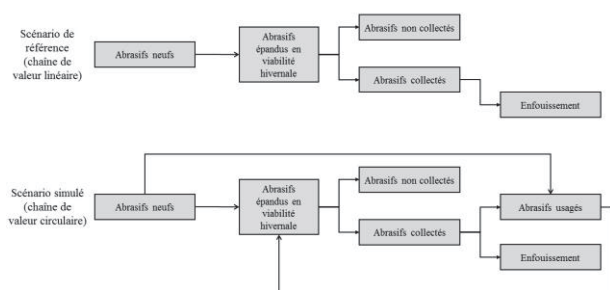 Scénario de
référence
(chaîne de
valeur linéaire)
Abrasifs neufs
Abrasifs
épandus en
viabilité
hivernale
Abrasifs non collectés
Abrasifs collectés
Enfouissement
Scénario simulé
(chaîne de
valeur circulaire)
Abrasifs neufs
Abrasifs
épandus en
viabilité
hivernale
Abrasifs non collectés
Abrasifs collectés
Abrasifs usagés
Enfouissement